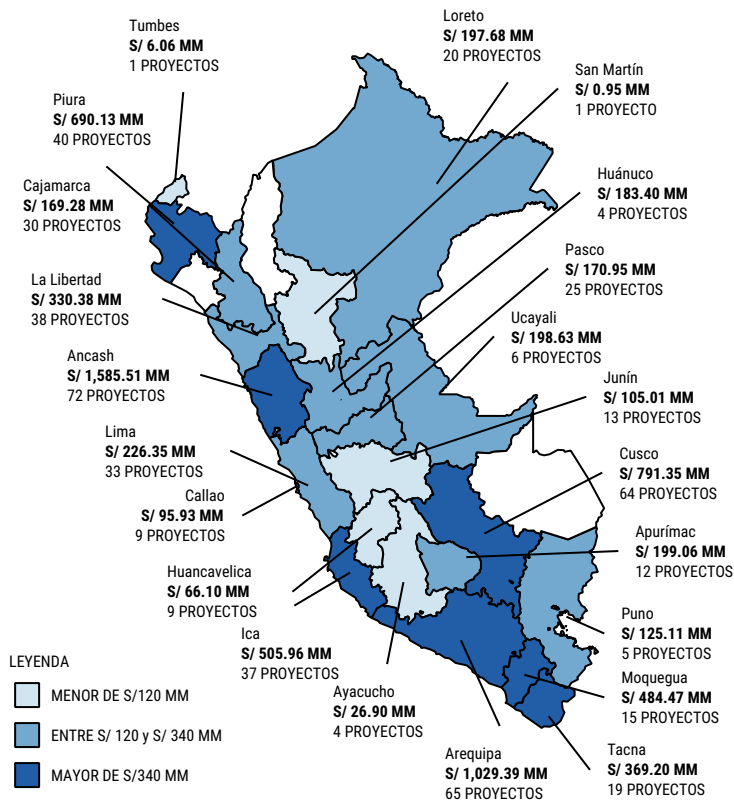 Tumbes
S/ 6.06 MM
1 PROYECTOS
Piura
S/ 690.13 MM
40 PROYECTOS
Cajamarca
S/ 169.28 MM
30 PROYECTOS
La Libertad
S/ 330.38 MM
38 PROYECTOS
Ancash
S/ 1,585.51 MM
72 PROYECTOS
Lima
S/ 226.35 MM
33 PROYECTOS
Callao
S/ 95.93 MM
9 PROYECTOS
Huancavelica
S/ 66.10 MM
9 PROYECTOS
Ica
S/ 505.96 MM
37 PROYECTOS
Ayacucho
S/ 26.90 MM
4 PROYECTOS
Arequipa
S/ 1,029.39 MM
65 PROYECTOS
Loreto
S/ 197.68 MM
20 PROYECTOS
San Martín
S/ 0.95 MM
1 PROYECTO
Huánuco
S/ 183.40 MM
4 PROYECTOS
Pasco
S/ 170.95 MM
25 PROYECTOS
Ucayali
S/ 198.63 MM
6 PROYECTOS
Junín
S/ 105.01 MM
13 PROYECTOS
Cusco
S/ 791.35 MM
64 PROYECTOS
Apurímac
S/ 199.06 MM
12 PROYECTOS
Puno
S/ 125.11 MM
5 PROYECTOS
Moquegua
S/ 484.47 MM
15 PROYECTOS
Tacna
S/ 369.20 MM
19 PROYECTOS
LEYENDA
MENOR DE S/120 MM
ENTRE S/ 120 y S/ 340 MM
MAYOR DE S/340 MM